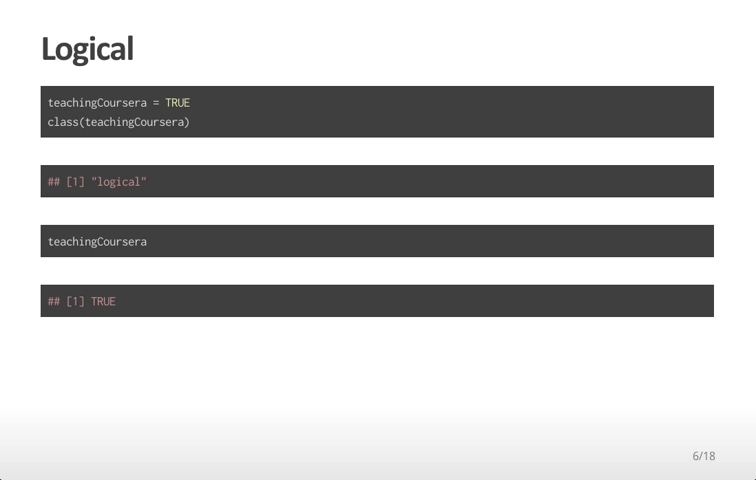 Logical
teachingCoursera = TRUE
class(teachingCoursera)
## [1] "logical"
teachingCoursera
## [1] TRUE
6/18